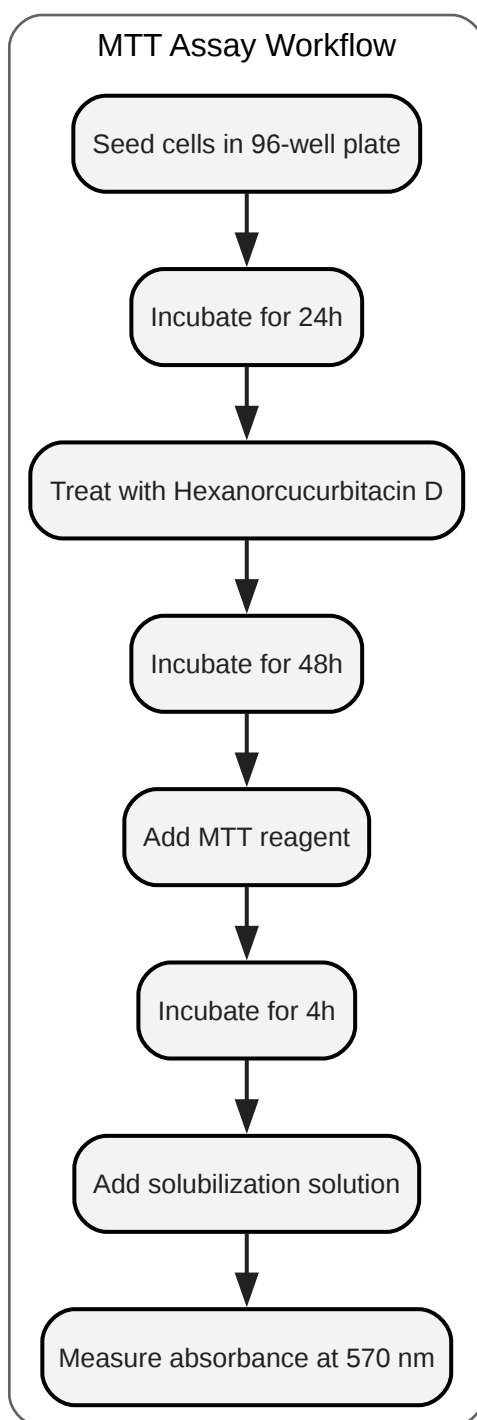 MTT Assay Workflow
Seed cells in 96-well plate
Incubate for 24h
Treat with Hexanorcucurbitacin D
Incubate for 48h
Add MTT reagent
Incubate for 4h
Add solubilization solution
Measure absorbance at 570 nm